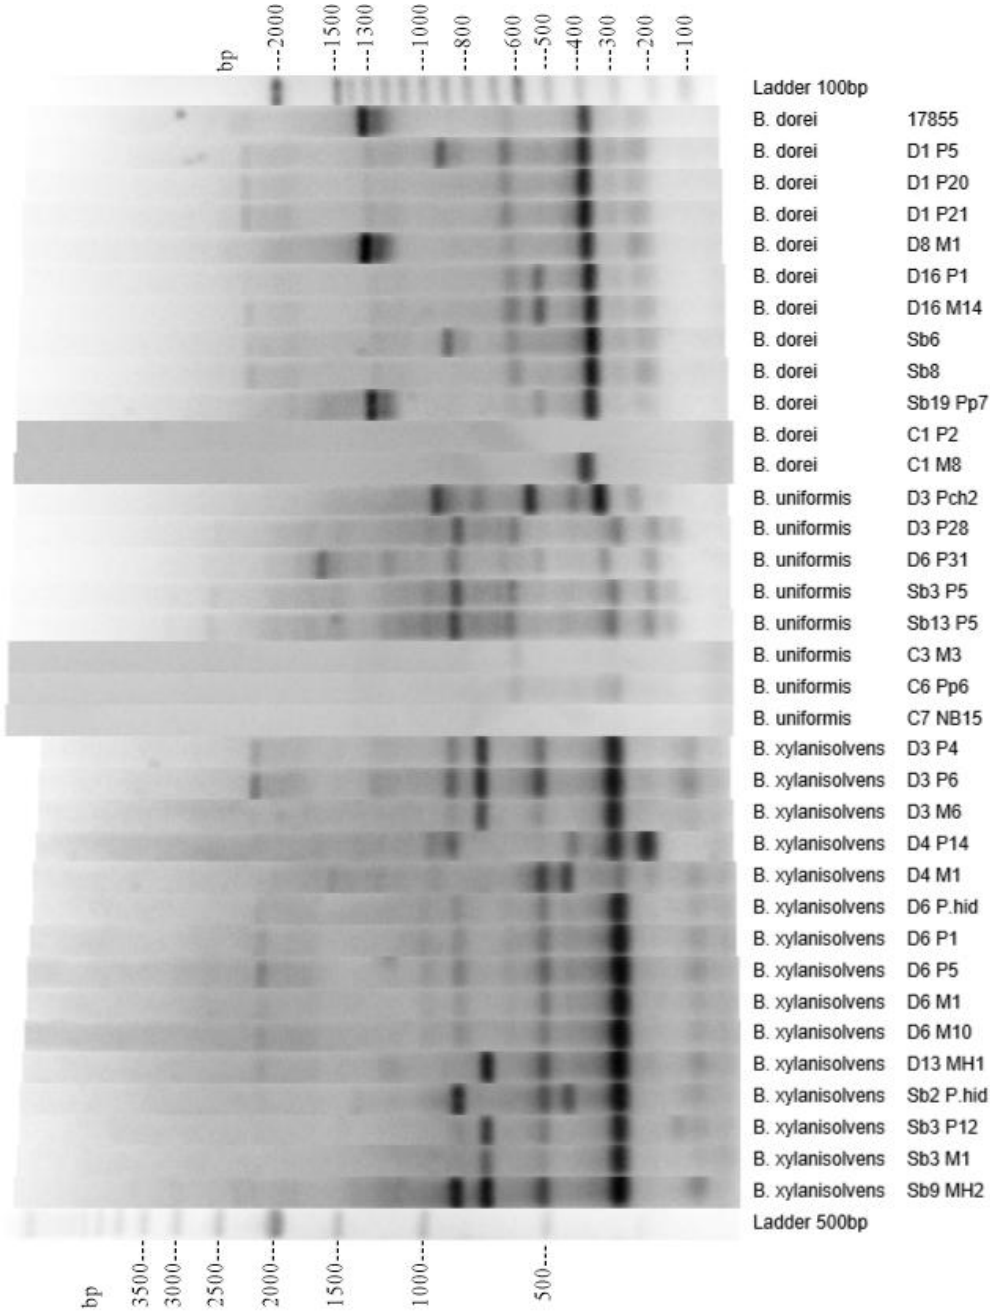 bp ---2000 ---1500 ---1300 ---1000 ---800 ---600 ---500 ---400 ---300 ---200 ---100
Ladder 100bp
B. dorei 17855
B. dorei D1 P5
B. dorei D1 P20
B. dorei D1 P21
B. dorei D8 M1
B. dorei D16 P1
B. dorei D16 M14
B. dorei Sb6
B. dorei Sb8
B. dorei Sb19 Pp7
B. dorei C1 P2
B. dorei C1 M8
B. uniformis D3 Pch2
B. uniformis D3 P28
B. uniformis D6 P31
B. uniformis Sb3 P5
B. uniformis Sb13 P5
B. uniformis C3 M3
B. uniformis C6 Pp6
B. uniformis C7 NB15
B. xylanisolvens D3 P4
B. xylanisolvens D3 P6
B. xylanisolvens D3 M6
B. xylanisolvens D4 P14
B. xylanisolvens D4 M1
B. xylanisolvens D6 P.hid
B. xylanisolvens D6 P1
B. xylanisolvens D6 P5
B. xylanisolvens D6 M1
B. xylanisolvens D6 M10
B. xylanisolvens D13 MH1
B. xylanisolvens Sb2 P.hid
B. xylanisolvens Sb3 P12
B. xylanisolvens Sb3 M1
B. xylanisolvens Sb9 MH2
Ladder 500bp
bp 3500--- 3000--- 2500--- 2000--- 1500--- 1000--- 500---